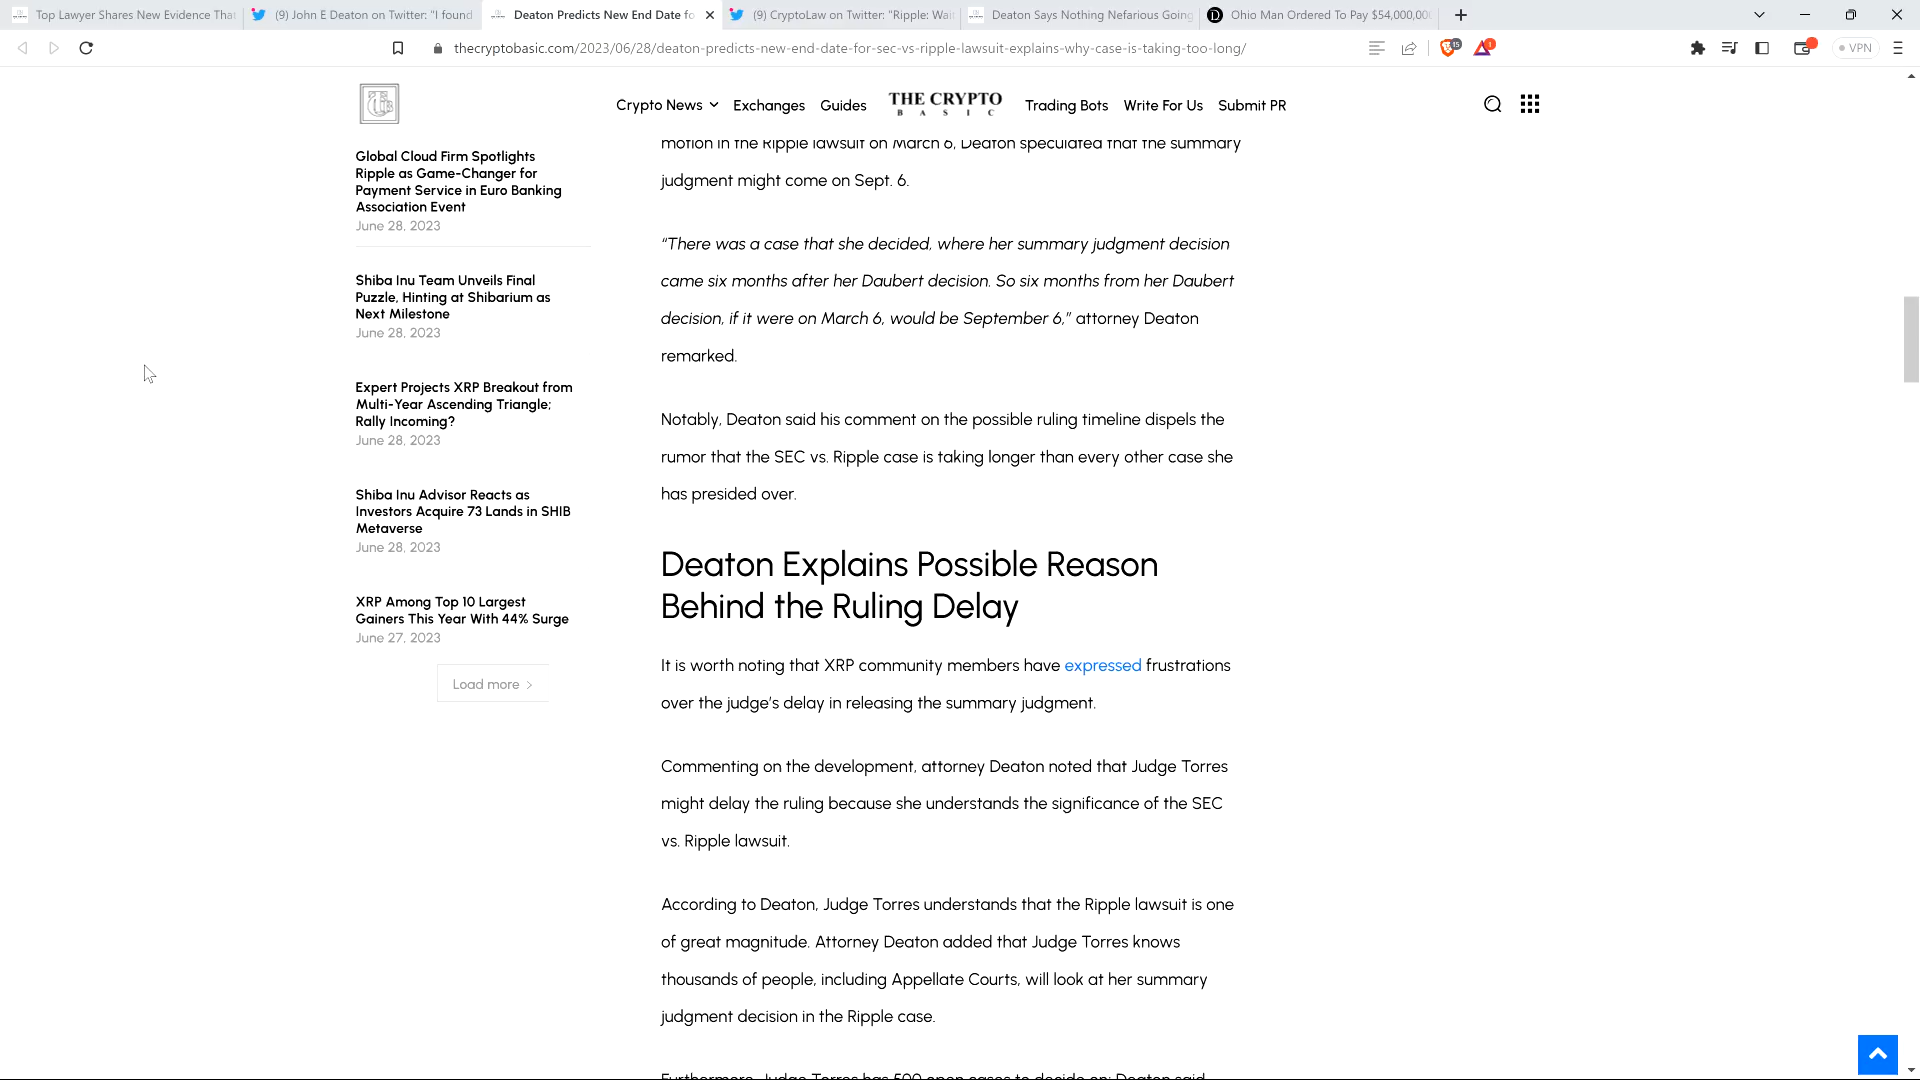 Top Lawyer Shares New Evidence That
(9) John E Deaton on Twitter: "I found
Deaton Predicts New End Date fo
(9) CryptoLaw on Twitter: "Ripple: Wai
Deaton Says Nothing Nefarious Going
Ohio Man Ordered To Pay $54,000,00
thecryptobasic.com/2023/06/28/deaton-predicts-new-end-date-for-sec-vs-ripple-lawsuit-explains-why-case-is-taking-too-long/
15
1
VPN
Crypto News
Exchanges
Guides
THE CRYPTO
BASIC
Trading Bots
Write For Us
Submit PR
Global Cloud Firm Spotlights
Ripple as Game-Changer for
Payment Service in Euro Banking
Association Event
June 28, 2023
Shiba Inu Team Unveils Final
Puzzle, Hinting at Shibarium as
Next Milestone
June 28, 2023
Expert Projects XRP Breakout from
Multi-Year Ascending Triangle;
Rally Incoming?
June 28, 2023
Shiba Inu Advisor Reacts as
Investors Acquire 73 Lands in SHIB
Metaverse
June 28, 2023
XRP Among Top 10 Largest
Gainers This Year With 44% Surge
June 27, 2023
Load more
motion in the Ripple lawsuit on March 6, Deaton speculated that the summary
judgment might come on Sept. 6.
“There was a case that she decided, where her summary judgment decision
came six months after her Daubert decision. So six months from her Daubert
decision, if it were on March 6, would be September 6,” attorney Deaton
remarked.
Notably, Deaton said his comment on the possible ruling timeline dispels the
rumor that the SEC vs. Ripple case is taking longer than every other case she
has presided over.
Deaton Explains Possible Reason
Behind the Ruling Delay
It is worth noting that XRP community members have expressed frustrations
over the judge’s delay in releasing the summary judgment.
Commenting on the development, attorney Deaton noted that Judge Torres
might delay the ruling because she understands the significance of the SEC
vs. Ripple lawsuit.
According to Deaton, Judge Torres understands that the Ripple lawsuit is one
of great magnitude. Attorney Deaton added that Judge Torres knows
thousands of people, including Appellate Courts, will look at her summary
judgment decision in the Ripple case.
Furthermore, Judge Torres has 500 open cases to decide on; Deaton said